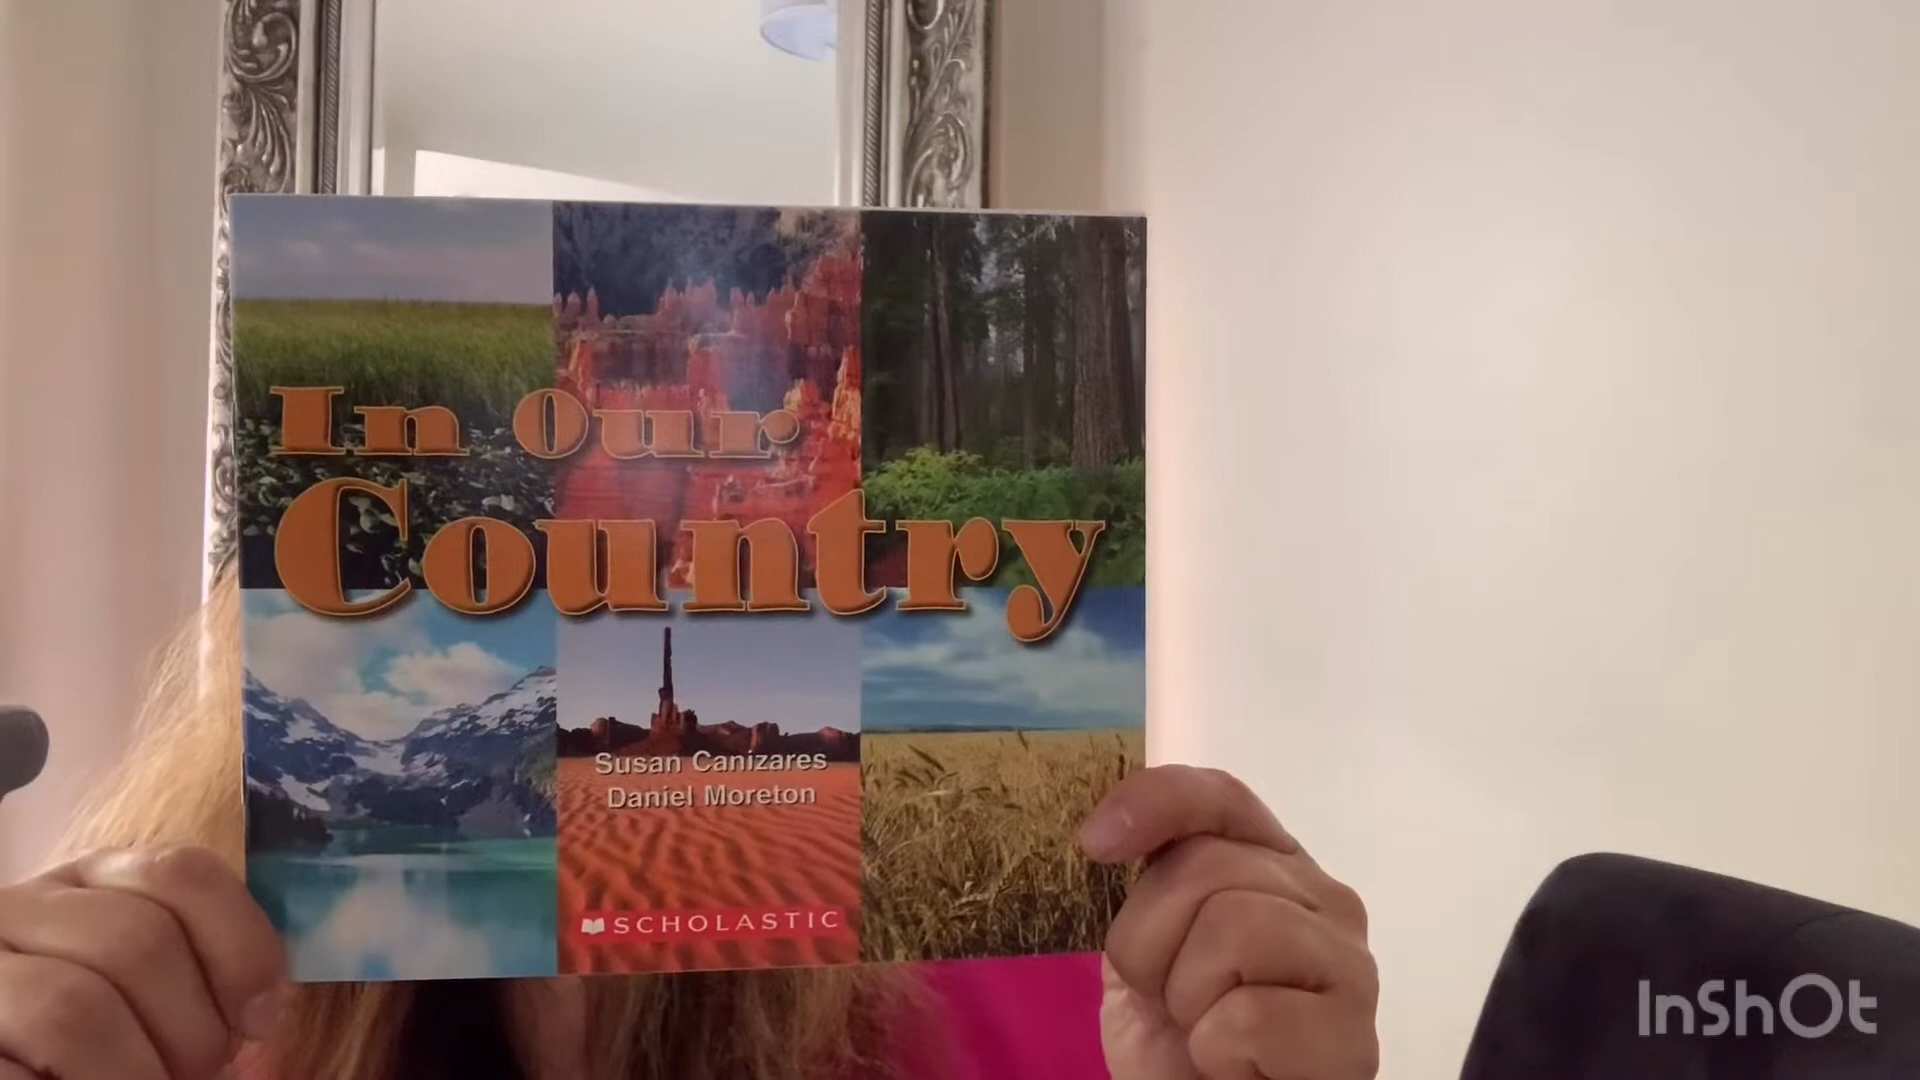 In Our
Country
Susan Canizares
Daniel Moreton
SCHOLASTIC
InShOt